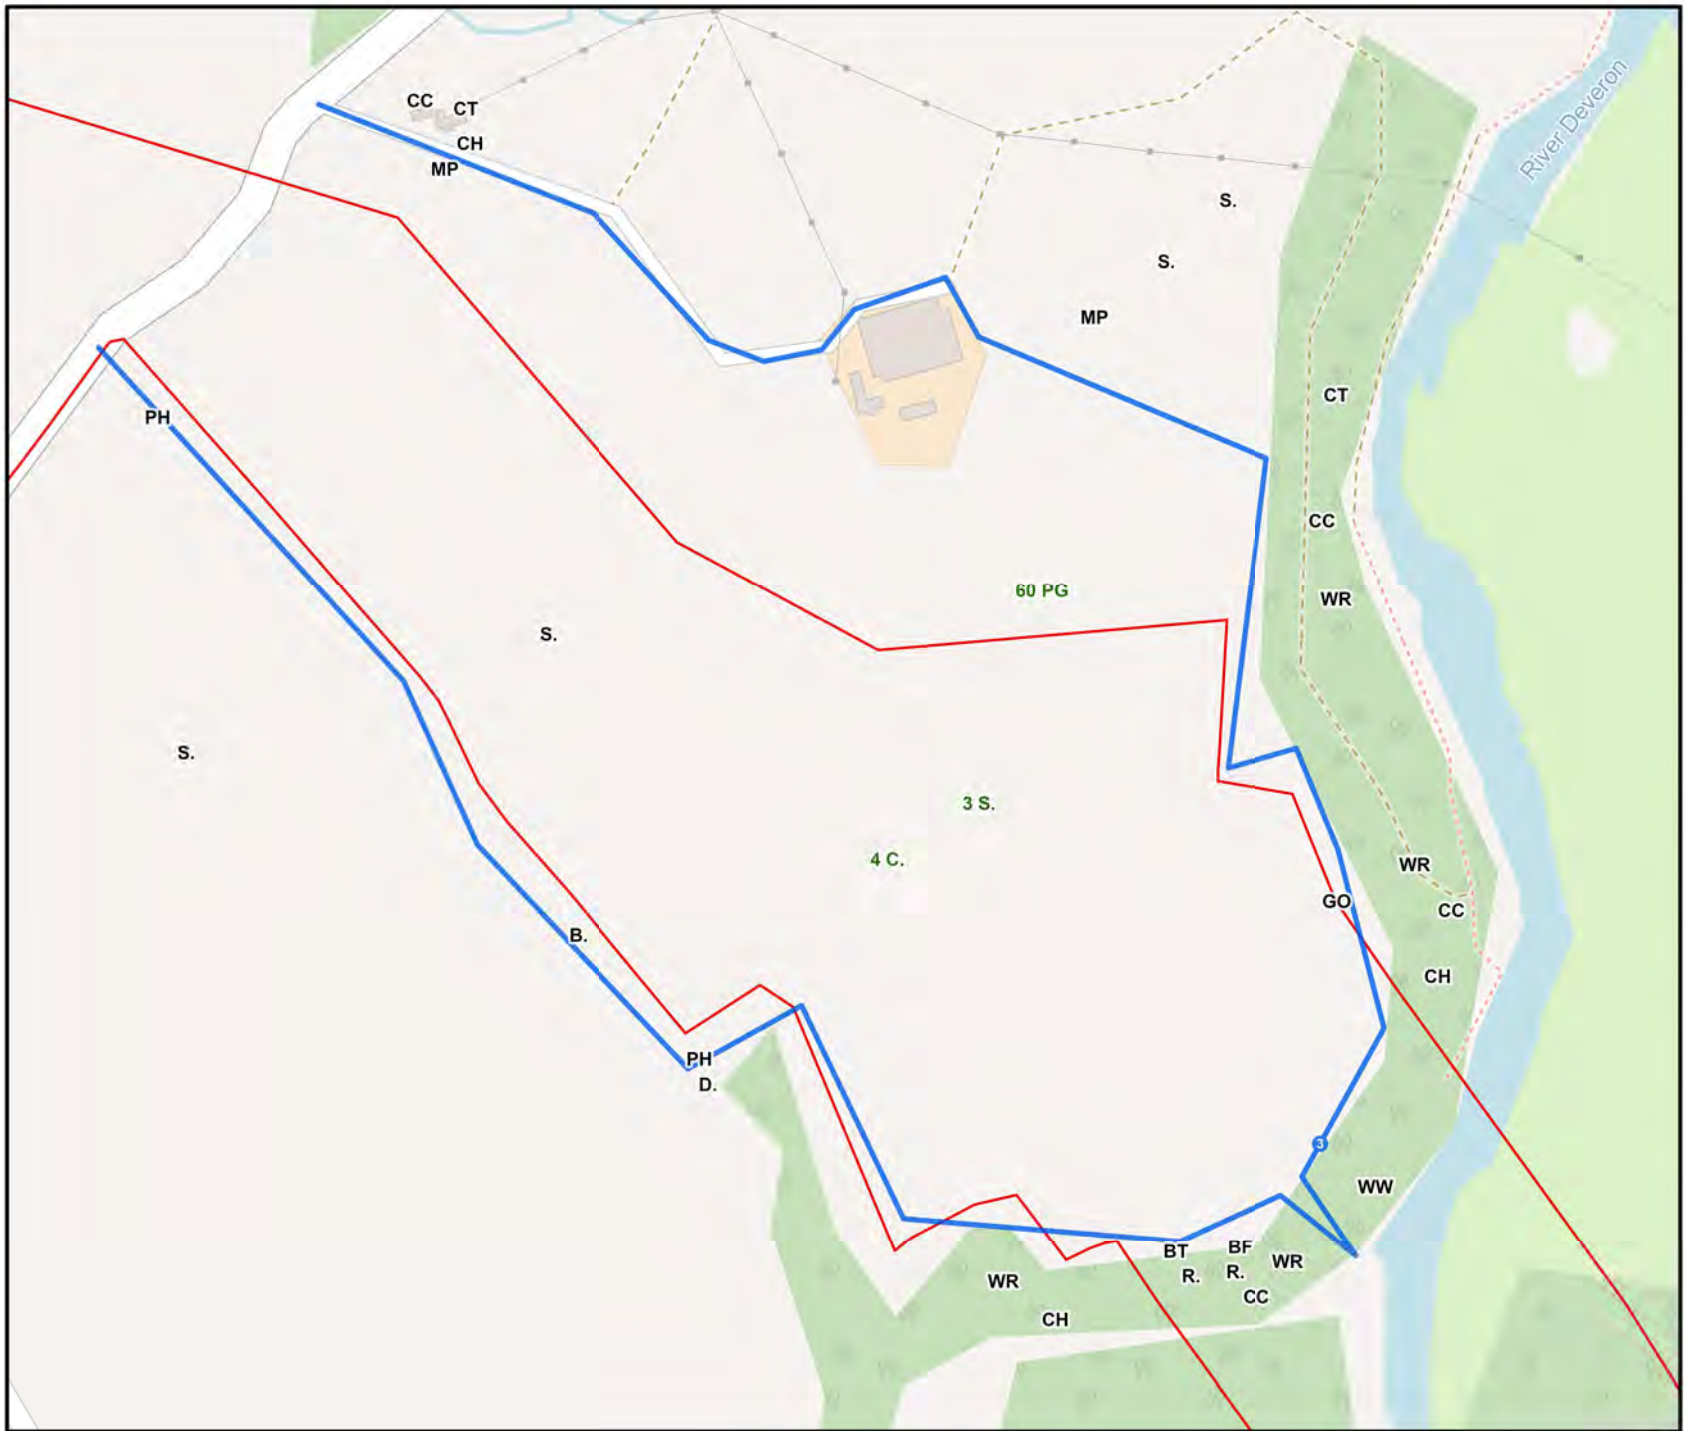 CC
CT
River Deveron
CH
MP
S.
S.
MP
CT
PH
CC
60 PG
WR
S.
S.
3 S.
4 C.
WR
GO
CC
B.
CH
PH
D.
3
WW
BT
BF
WR
R.
R.
WR
CC
CH